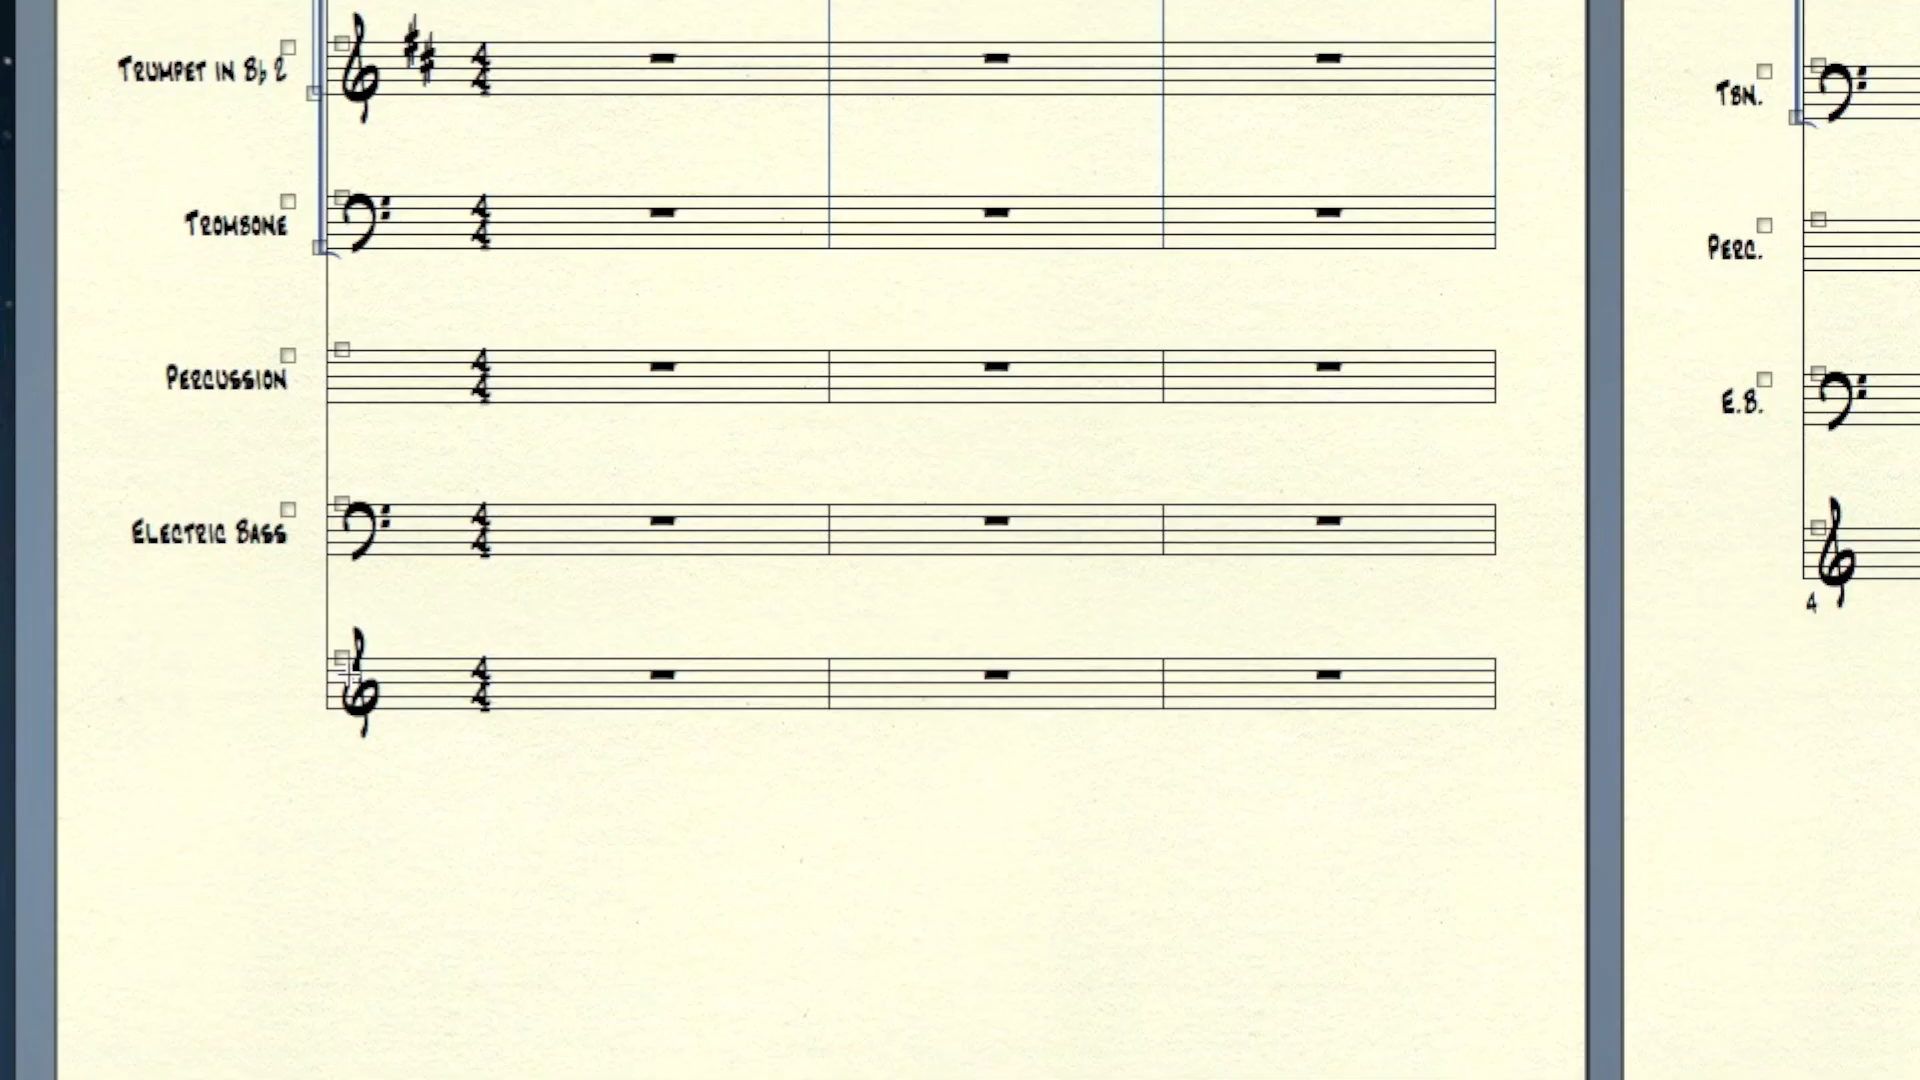 TRUMPET IN B♭ 2
TROMBONE
PERCUSSION
ELECTRIC BASS
TBN.
PERC.
E.B.
4